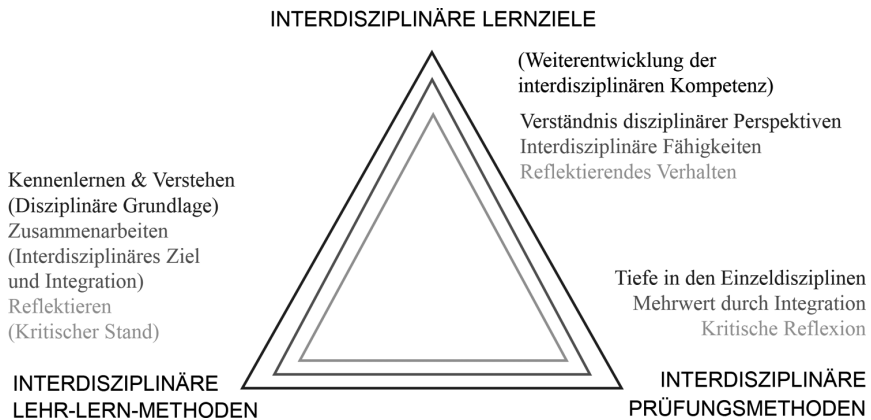 INTERDISZIPLINÄRE LERNZIELE
(Weiterentwicklung der
interdisziplinären Kompetenz)
Verständnis disziplinärer Perspektiven
Interdisziplinäre Fähigkeiten
Reflektierendes Verhalten
Kennenlernen & Verstehen
(Disziplinäre Grundlage)
Zusammenarbeiten
(Interdisziplinäres Ziel
und Integration)
Reflektieren
(Kritischer Stand)
Tiefe in den Einzeldisziplinen
Mehrwert durch Integration
Kritische Reflexion
INTERDISZIPLINÄRE
LEHR-LERN-METHODEN
INTERDISZIPLINÄRE
PRÜFUNGSMETHODEN